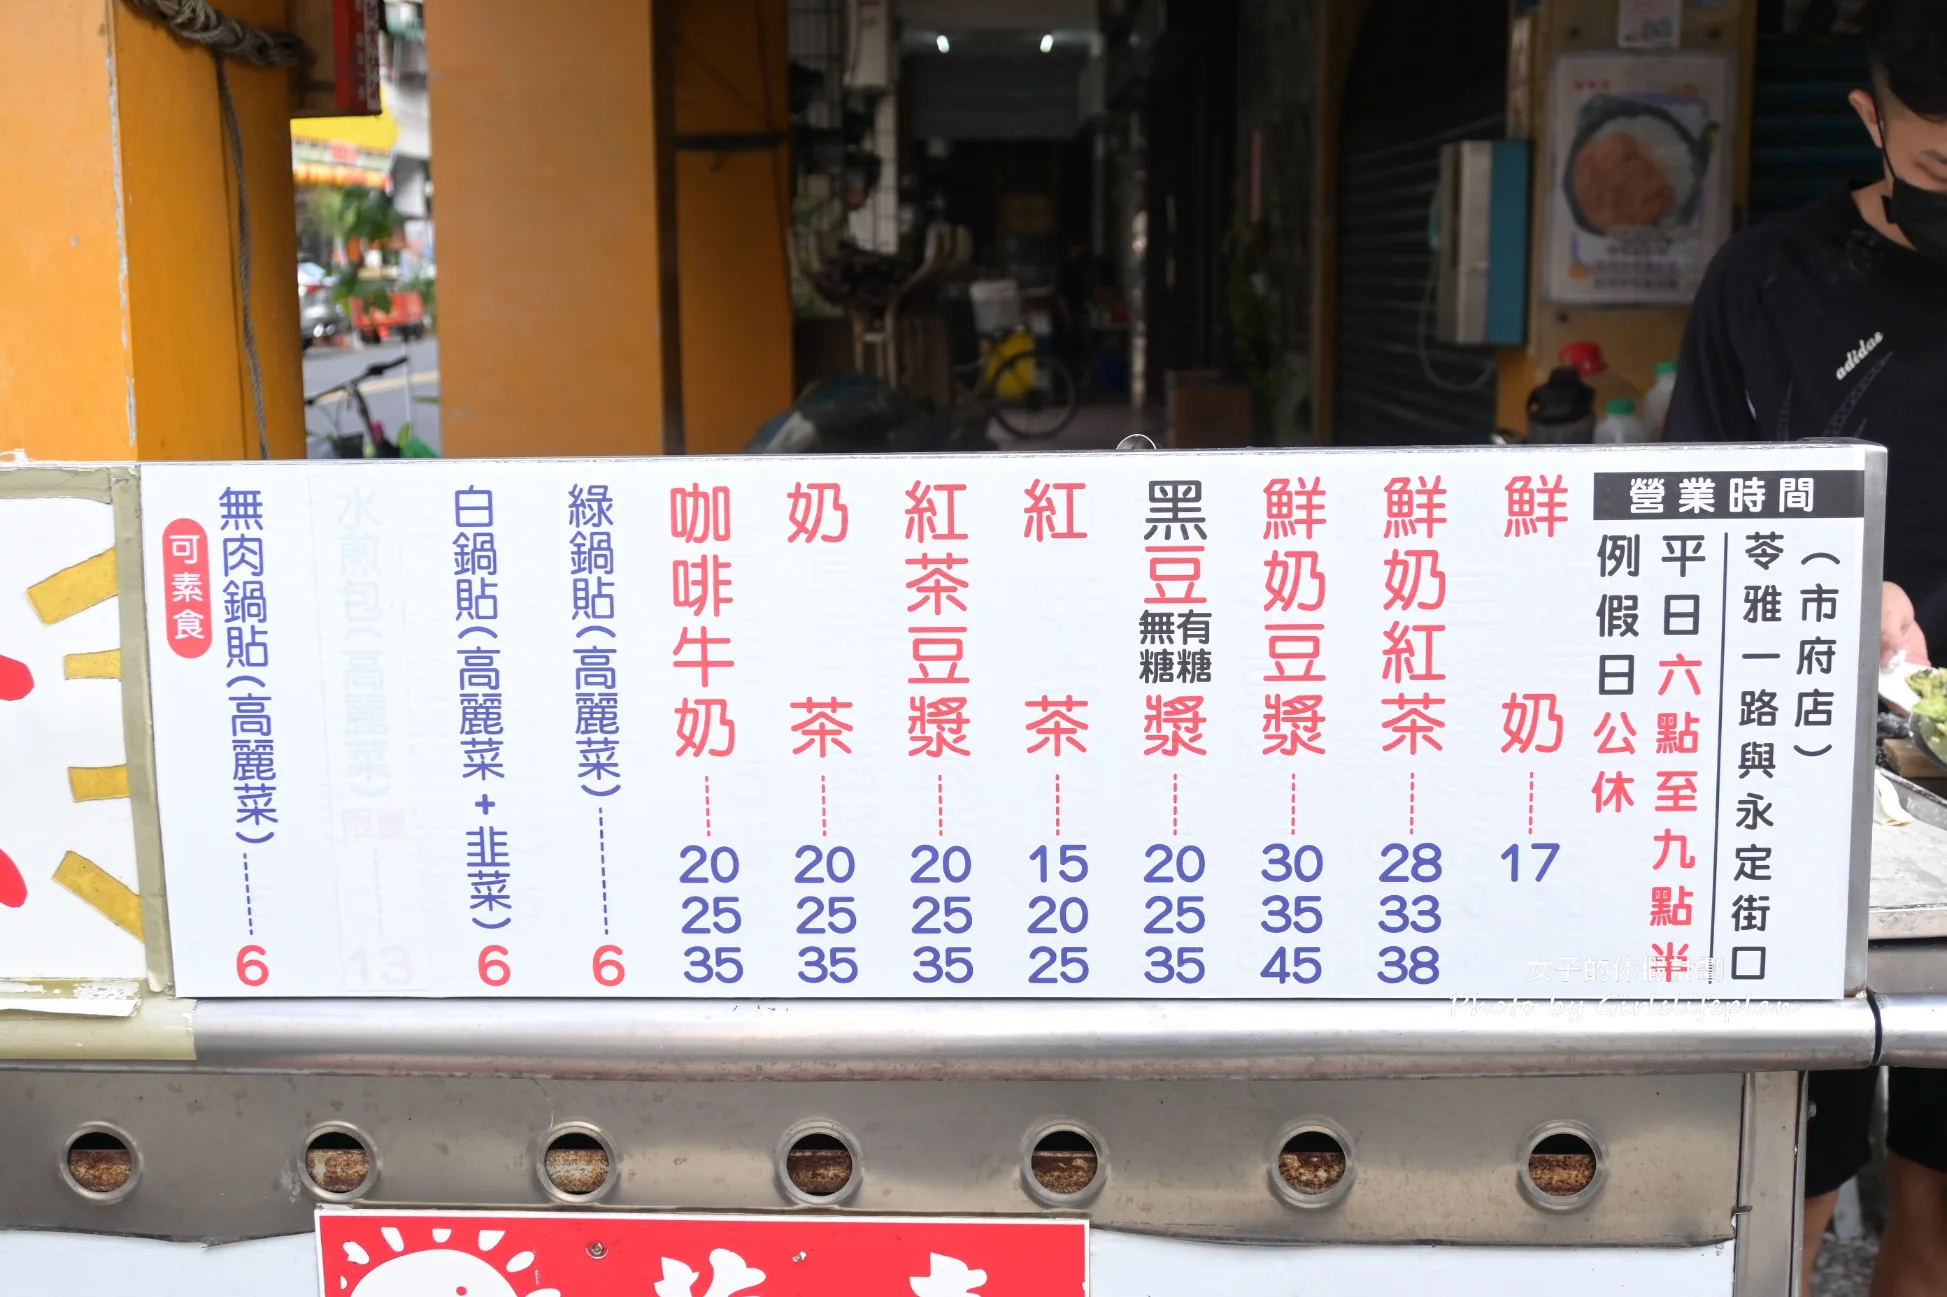 營業時間
（市府店）
苓雅一路與永定街口
平日六點至九點半
例假日公休
鮮奶 17
鮮奶紅茶 28 33 38
鮮奶豆漿 30 35 45
黑豆漿 有糖 無糖 20 25 35
紅茶 15 20 25
紅茶豆漿 20 25 35
奶茶 20 25 35
咖啡牛奶 20 25 35
綠鍋貼(高麗菜) 6
白鍋貼(高麗菜+韭菜) 6
水煎包(高麗菜) 限量 13
無肉鍋貼(高麗菜) 6
可素食
adidas
女子的休假計劃
Photo by Girlslifeplan